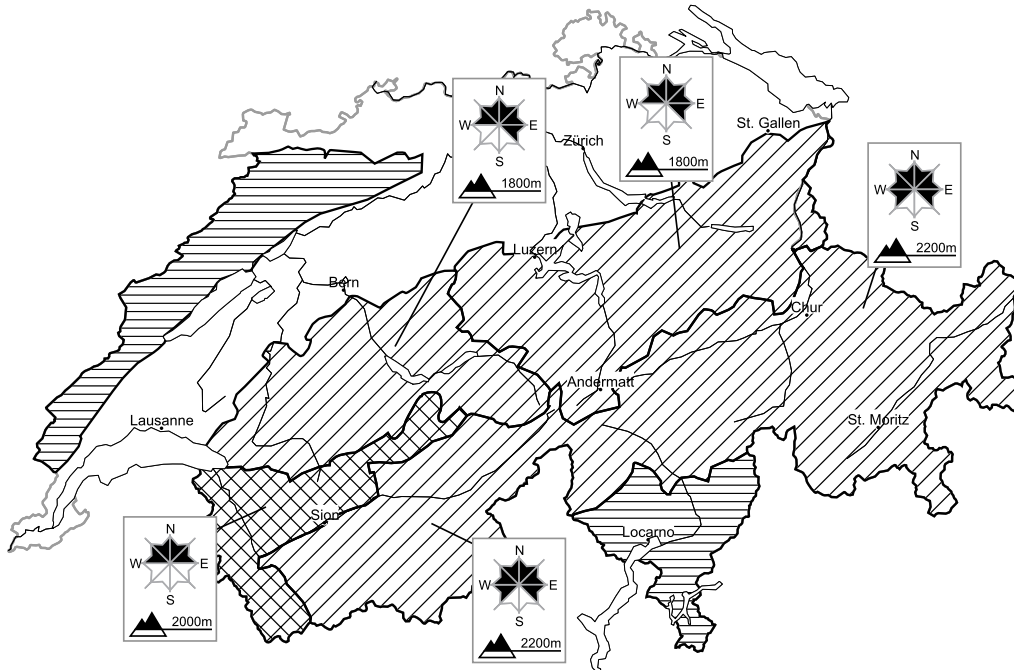 N
W E
S
1800m
N
W E
S
1800m
N
W E
S
2200m
St. Gallen
Zürich
Luzern
Bern
Chur
Andermatt
St. Moritz
Lausanne
Sion
Locarno
N
W E
S
2000m
N
W E
S
2200m